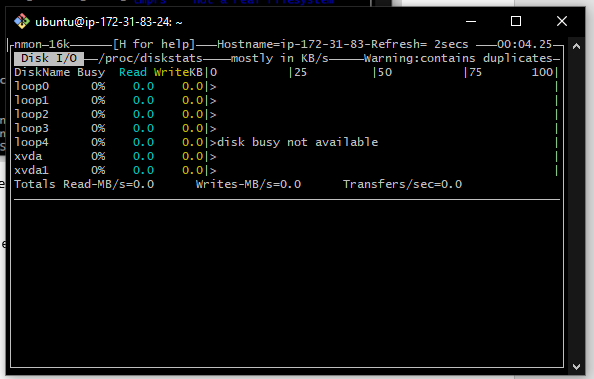 not a real filesystem
ubuntu@ip-172-31-83-24: ~
nmon-16k [H for help] Hostname=ip-172-31-83-Refresh= 2secs 00:04.25
Disk I/O /proc/diskstats mostly in KB/s Warning:contains duplicates
DiskName Busy Read WriteKB|0 |25 |50 |75 100|
loop0 0% 0.0 0.0|> |
loop1 0% 0.0 0.0|> |
loop2 0% 0.0 0.0|> |
loop3 0% 0.0 0.0|> |
loop4 0% 0.0 0.0|>disk busy not available |
xvda 0% 0.0 0.0|> |
xvda1 0% 0.0 0.0|> |
Totals Read-MB/s=0.0 Writes-MB/s=0.0 Transfers/sec=0.0